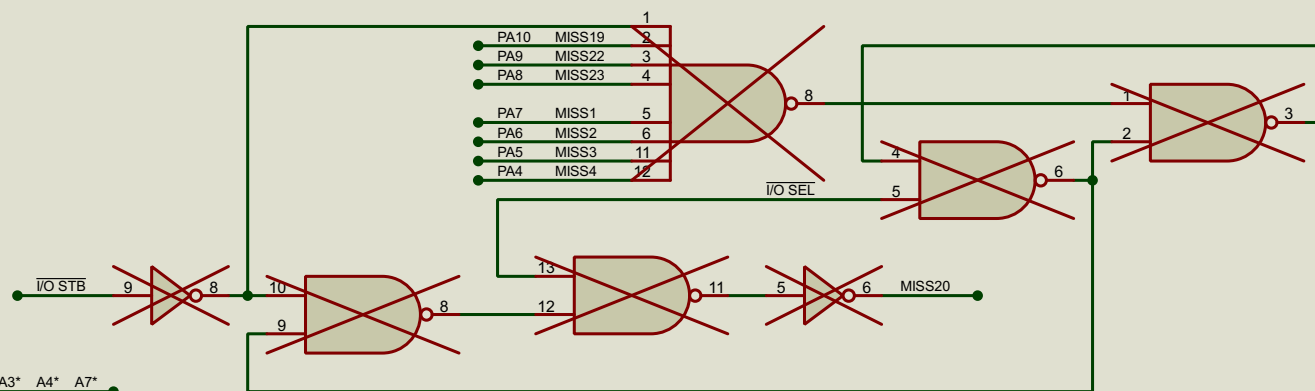 1
PA10 MISS19 2
PA9 MISS22 3
PA8 MISS23 4
8
1
PA7 MISS1 5
3
PA6 MISS2 6
2
PA5 MISS3 11
4
PA4 MISS4 12
6
I/O SEL 5
13
I/O STB 9 8 10
11 5 6 MISS20
9 8 12
A3* A4* A7*